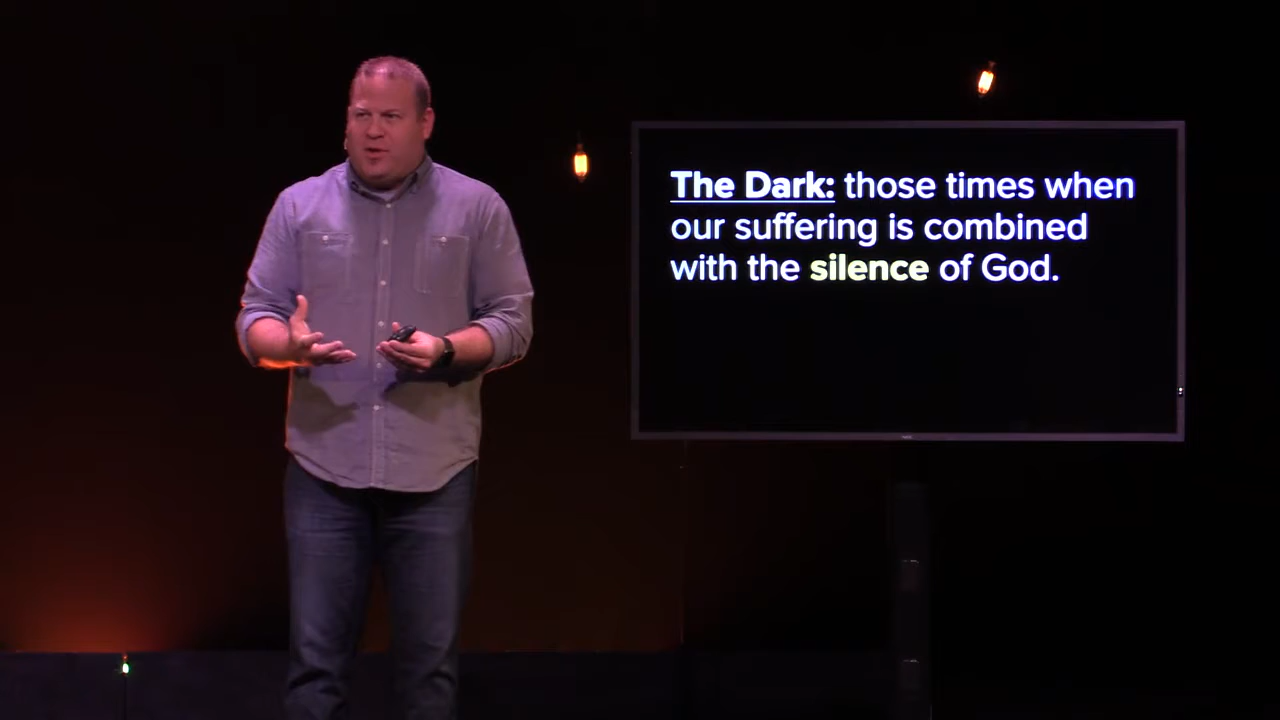 The Dark: those times when
our suffering is combined
with the silence of God.